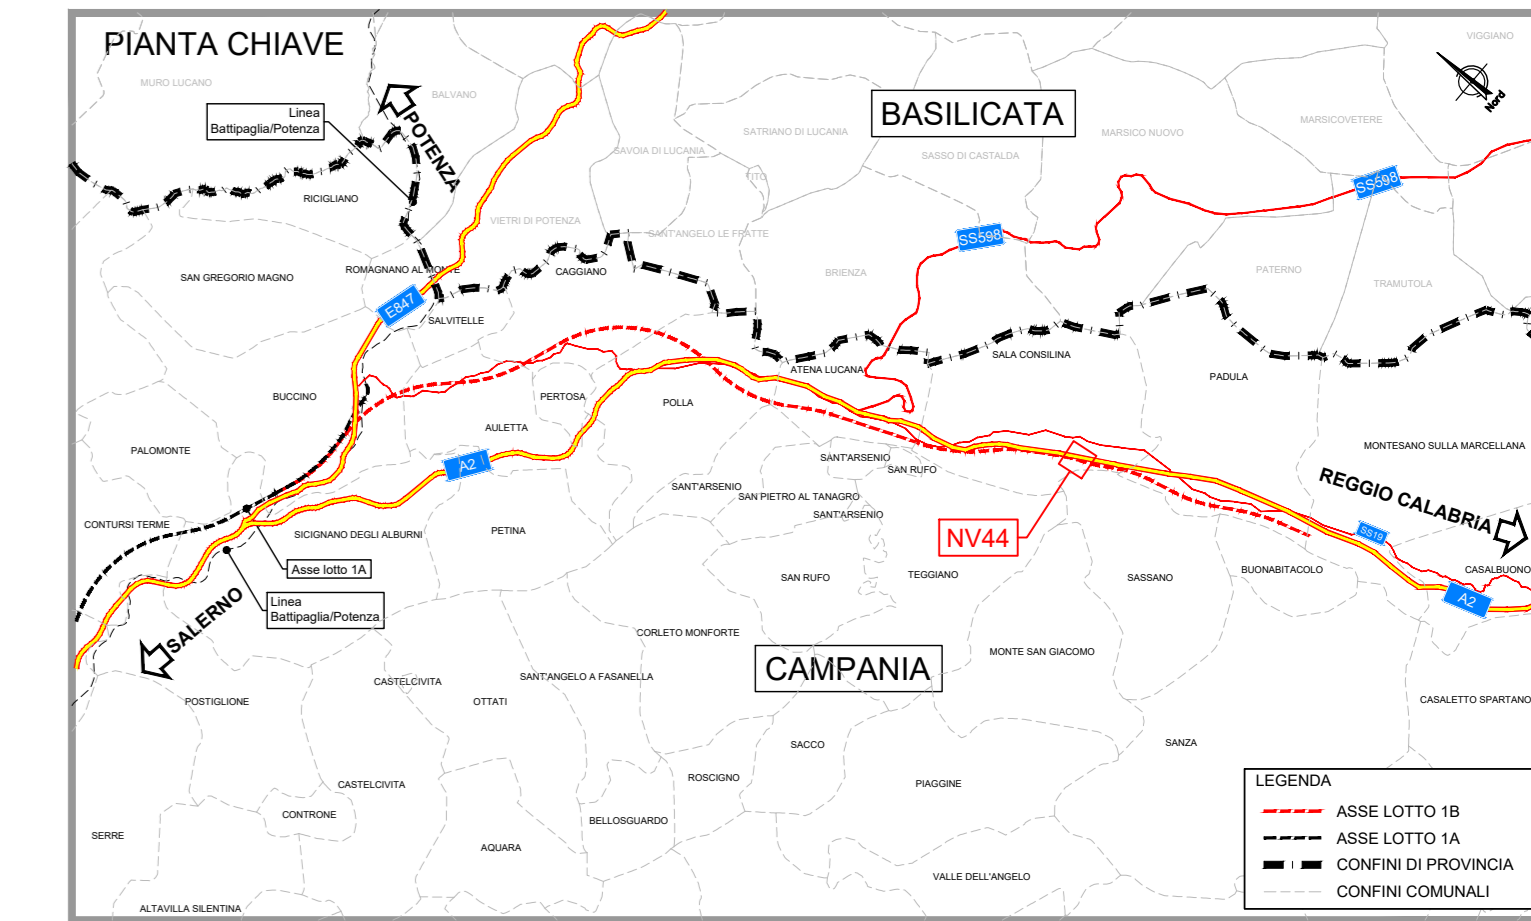 PIANTA CHIAVE
VIGGIANO
MURO LUCANO
BALVANO
Nord
Linea
Battipaglia/Potenza
POTENZA
BASILICATA
SATRIANO DI LUCANIA
MARSICO NUOVO
MARSICOVETERE
SAVOIA DI LUCANIA
SASSO DI CASTALDA
TITO
SS598
RICIGLIANO
VIETRI DI POTENZA
SANT'ANGELO LE FRATTE
SS598
SAN GREGORIO MAGNO
ROMAGNANO AL MONTE
CAGGIANO
BRIENZA
PATERNO
TRAMUTOLA
E847
SALVITELLE
SALA CONSILINA
ATENA LUCANA
PADULA
BUCCINO
PERTOSA
POLLA
AULETTA
PALOMONTE
MONTESANO SULLA MARCELLANA
A2
SANT'ARSENIO
SAN RUFO
SANT'ARSENIO
SAN PIETRO AL TANAGRO
SANT'ARSENIO
REGGIO CALABRiA
CONTURSI TERME
SICIGNANO DEGLI ALBURNI
PETINA
NV44
SS19
Asse lotto 1A
SAN RUFO
TEGGIANO
SASSANO
BUONABITACOLO
CASALBUONO
A2
Linea
Battipaglia/Potenza
SALERNO
CORLETO MONFORTE
CAMPANIA
MONTE SAN GIACOMO
SANT'ANGELO A FASANELLA
CASTELCIVITA
OTTATI
POSTIGLIONE
CASALETTO SPARTANO
SACCO
SANZA
ROSCIGNO
PIAGGINE
CASTELCIVITA
CONTRONE
BELLOSGUARDO
SERRE
AQUARA
VALLE DELL'ANGELO
ALTAVILLA SILENTINA
LEGENDA
ASSE LOTTO 1B
ASSE LOTTO 1A
CONFINI DI PROVINCIA
CONFINI COMUNALI